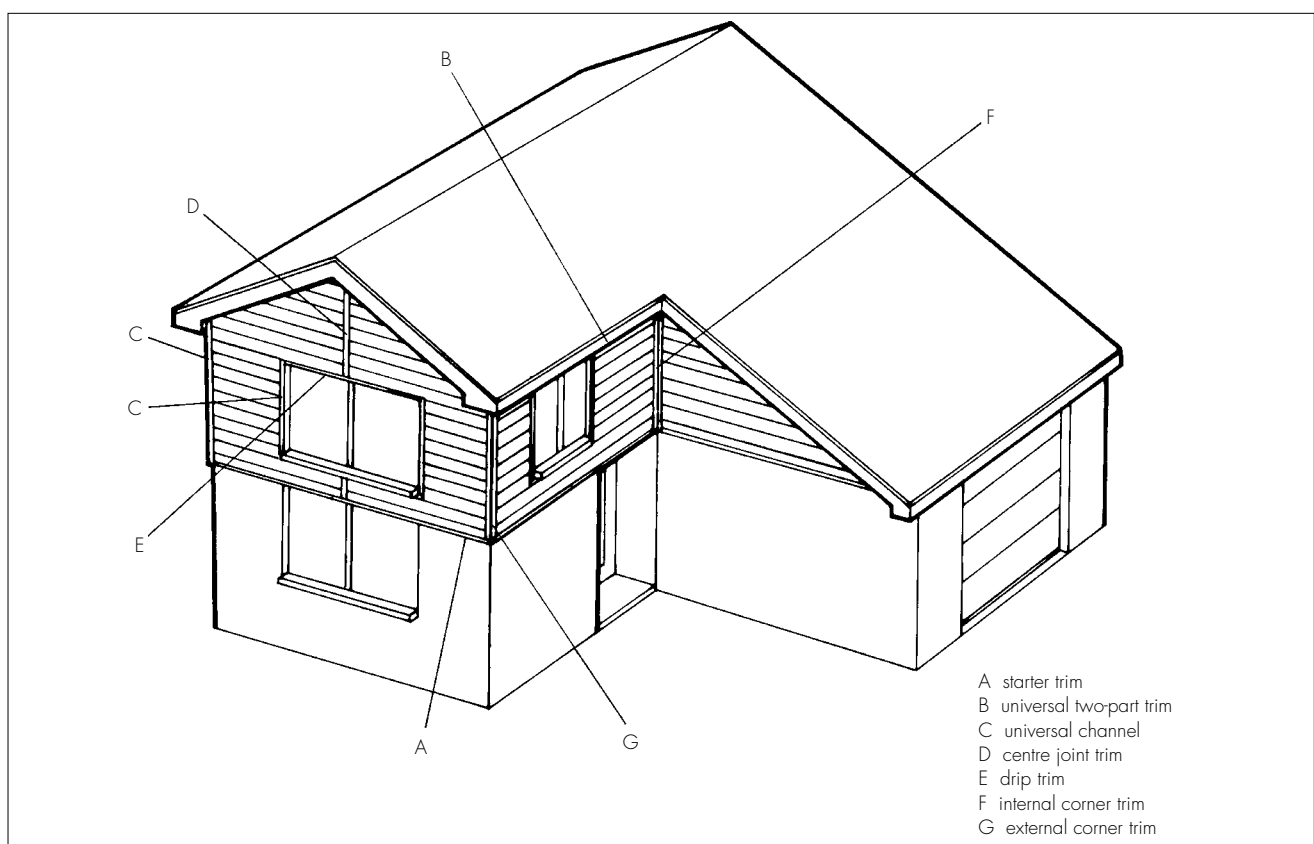 B
F
D
C
C
E
A
G
A starter trim
B universal two-part trim
C universal channel
D centre joint trim
E drip trim
F internal corner trim
G external corner trim